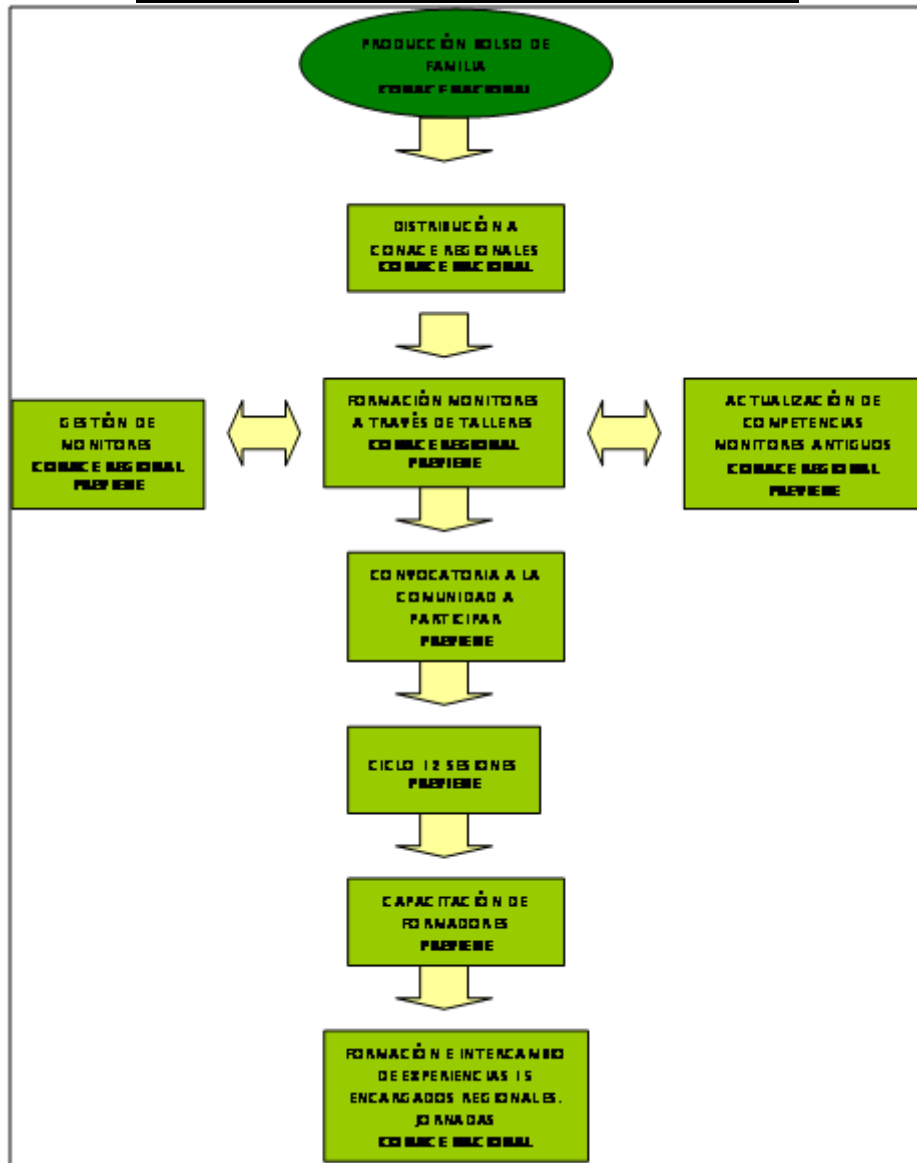 PRODUCCIÓN BOLSO DE
FAMILIA
CONACE NACIONAL
DISTRIBUCIÓN A
CONACE REGIONALES
CONACE NACIONAL
GESTIÓN DE
MONITORES
CONACE REGIONAL
PREVIENE
FORMACIÓN MONITORES
A TRAVÉS DE TALLERES
CONACE REGIONAL
PREVIENE
ACTUALIZACIÓN DE
COMPETENCIAS
MONITORES ANTIGUOS
CONACE REGIONAL
PREVIENE
CONVOCATORIA A LA
COMUNIDAD A
PARTICIPAR
PREVIENE
CICLO 12 SESIONES
PREVIENE
CAPACITACIÓN DE
FORMADORES
PREVIENE
FORMACIÓN E INTERCAMBIO
DE EXPERIENCIAS 15
ENCARGADOS REGIONALES.
JORNADAS
CONACE NACIONAL